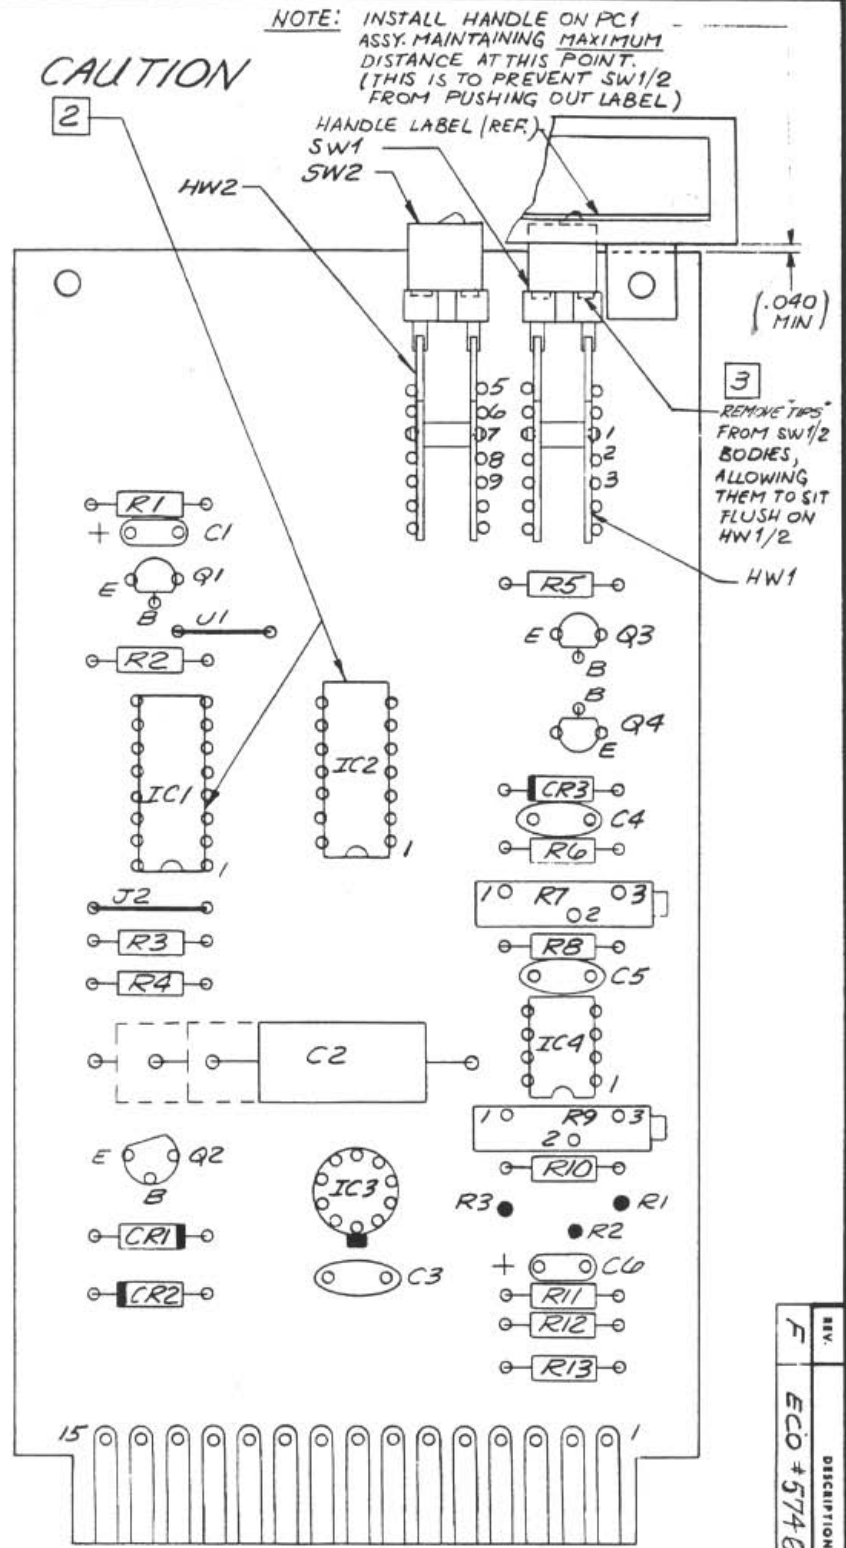 NOTE: INSTALL HANDLE ON PC1
ASSY. MAINTAINING MAXIMUM
DISTANCE AT THIS POINT.
(THIS IS TO PREVENT SW1/2
FROM PUSHING OUT LABEL)
CAUTION
2
HANDLE LABEL (REF.)
SW1
SW2
HW2
(.040
MIN)
3
REMOVE "TIPS"
FROM SW1/2
BODIES,
ALLOWING
THEM TO SIT
FLUSH ON
HW1/2
HW1
5
6
7
8
9
1
2
3
R1
+ C1
E Q1
B
J1
R2
IC1
1
IC2
1
J2
R3
R4
C2
E Q2
B
CR1
CR2
IC3
C3
R5
E Q3
B
B
Q4
E
CR3
C4
R6
1 R7 3
2
R8
C5
IC4
1
1 R9 3
2
R10
R3 R1
R2
+ C6
R11
R12
R13
15 1
REV. DESCRIPTION
F ECO #5748